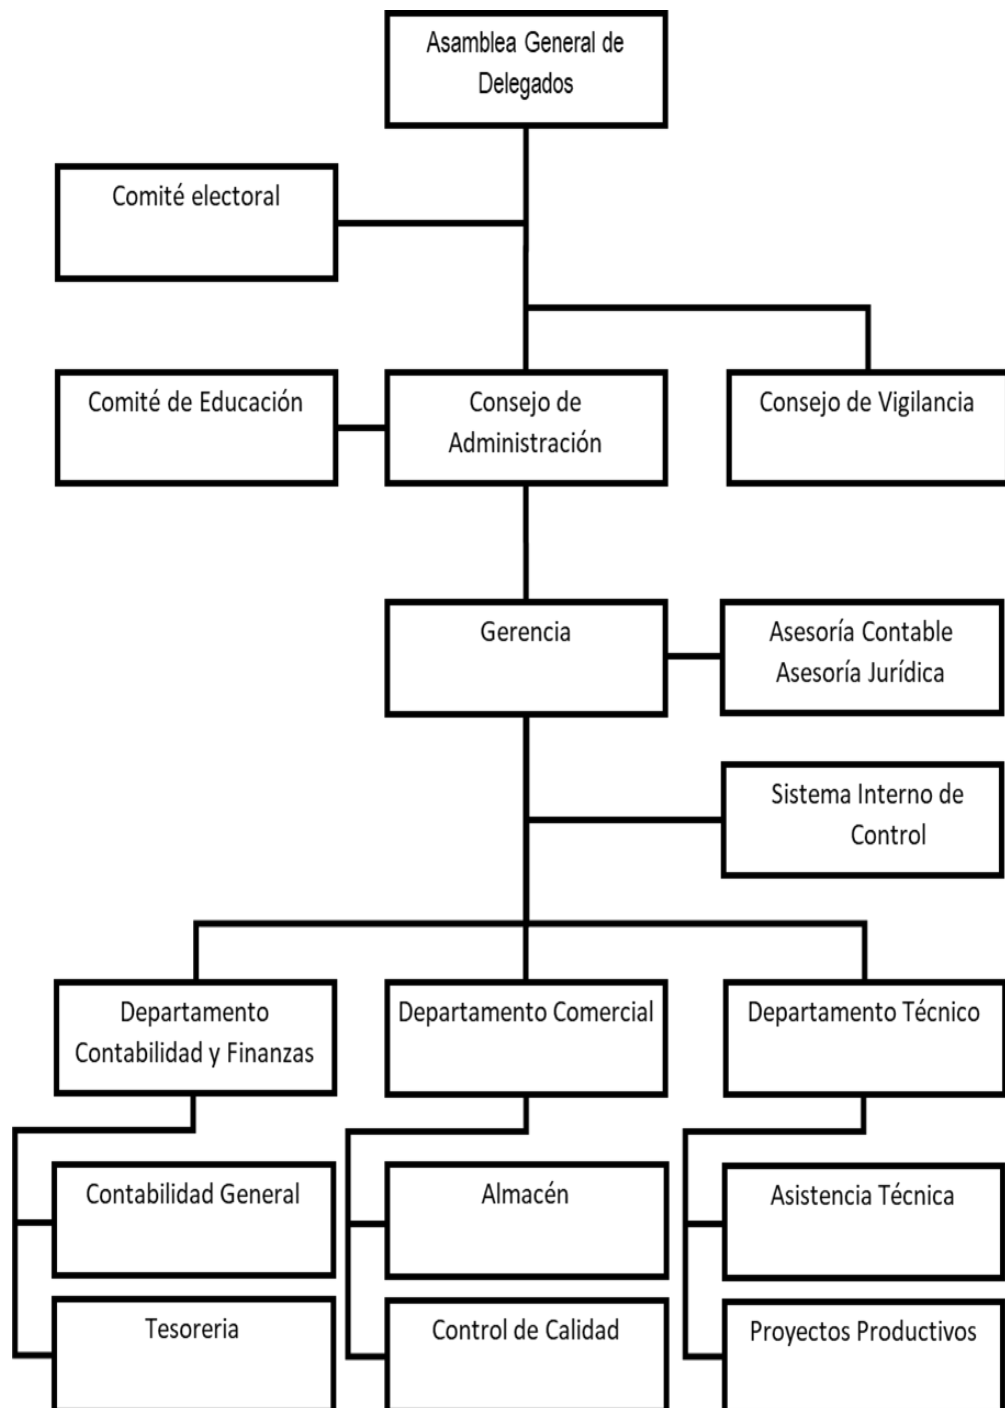 Asamblea General de
Delegados
Comité electoral
Comité de Educación
Consejo de
Administración
Consejo de Vigilancia
Gerencia
Asesoría Contable
Asesoría Jurídica
Sistema Interno de
Control
Departamento
Contabilidad y Finanzas
Departamento Comercial
Departamento Técnico
Contabilidad General
Almacén
Asistencia Técnica
Tesoreria
Control de Calidad
Proyectos Productivos